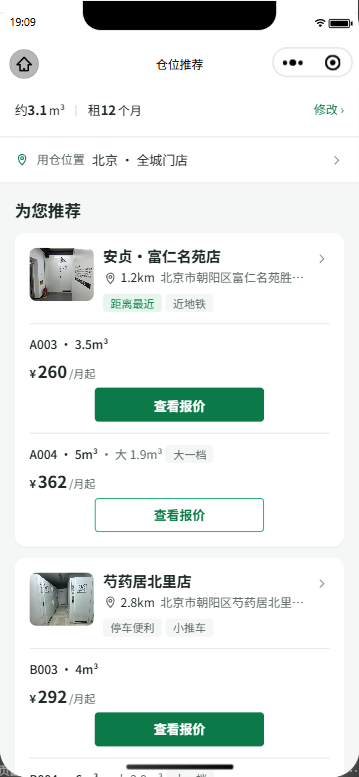 19:09
仓位推荐
约3.1m³ | 租12个月 修改 ›
用仓位置 北京 · 全城门店
为您推荐
安贞·富仁名苑店
1.2km 北京市朝阳区富仁名苑胜…
距离最近 近地铁
A003 · 3.5m³
¥260/月起
查看报价
A004 · 5m³ · 大 1.9m³ 大一档
¥362/月起
查看报价
芍药居北里店
2.8km 北京市朝阳区芍药居北里…
停车便利 小推车
B003 · 4m³
¥292/月起
查看报价